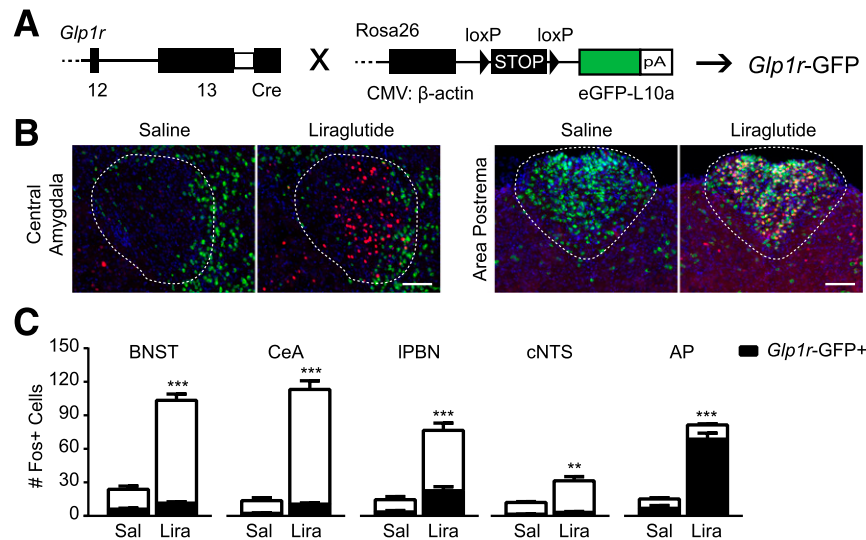 A
Glp1r
12 13 Cre
X
Rosa26
loxP loxP
STOP
pA
CMV: β-actin eGFP-L10a
Glp1r-GFP
B
Saline Liraglutide
Central
Amygdala
Saline Liraglutide
Area Postrema
C
# Fos+ Cells
150
120
90
60
30
0
BNST CeA lPBN cNTS AP
Glp1r-GFP+
*** *** *** ** ***
Sal Lira Sal Lira Sal Lira Sal Lira Sal Lira